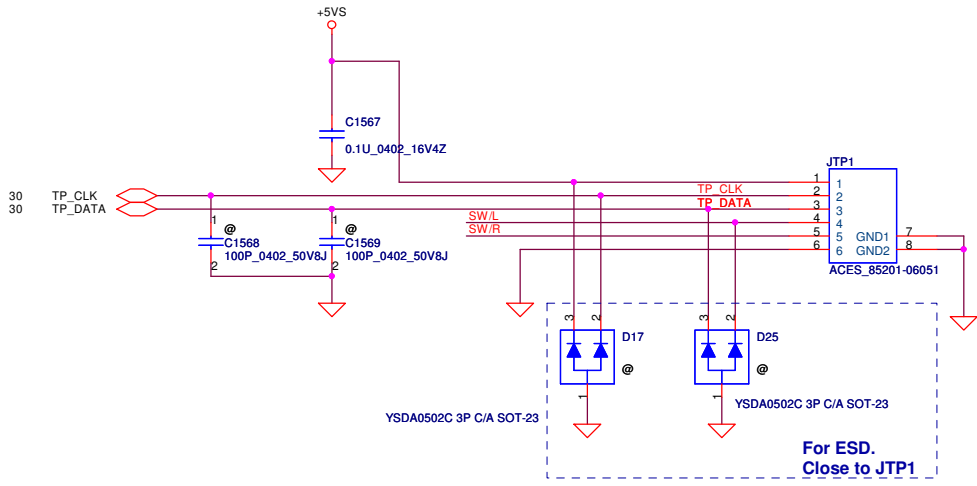 +5VS
C1567
0.1U_0402_16V4Z
JTP1
1 1
30 TP_CLK TP_CLK 2 2
30 TP_DATA TP_DATA 3 3
SW/L 4 4
SW/R 5 5 GND1 7
6 6 GND2 8
ACES_85201-06051
1 @ 1 @
C1568 C1569
100P_0402_50V8J 100P_0402_50V8J
2 2
3 2 3 2
D17 D25
@ @
1 1
YSDA0502C 3P C/A SOT-23 YSDA0502C 3P C/A SOT-23
For ESD.
Close to JTP1